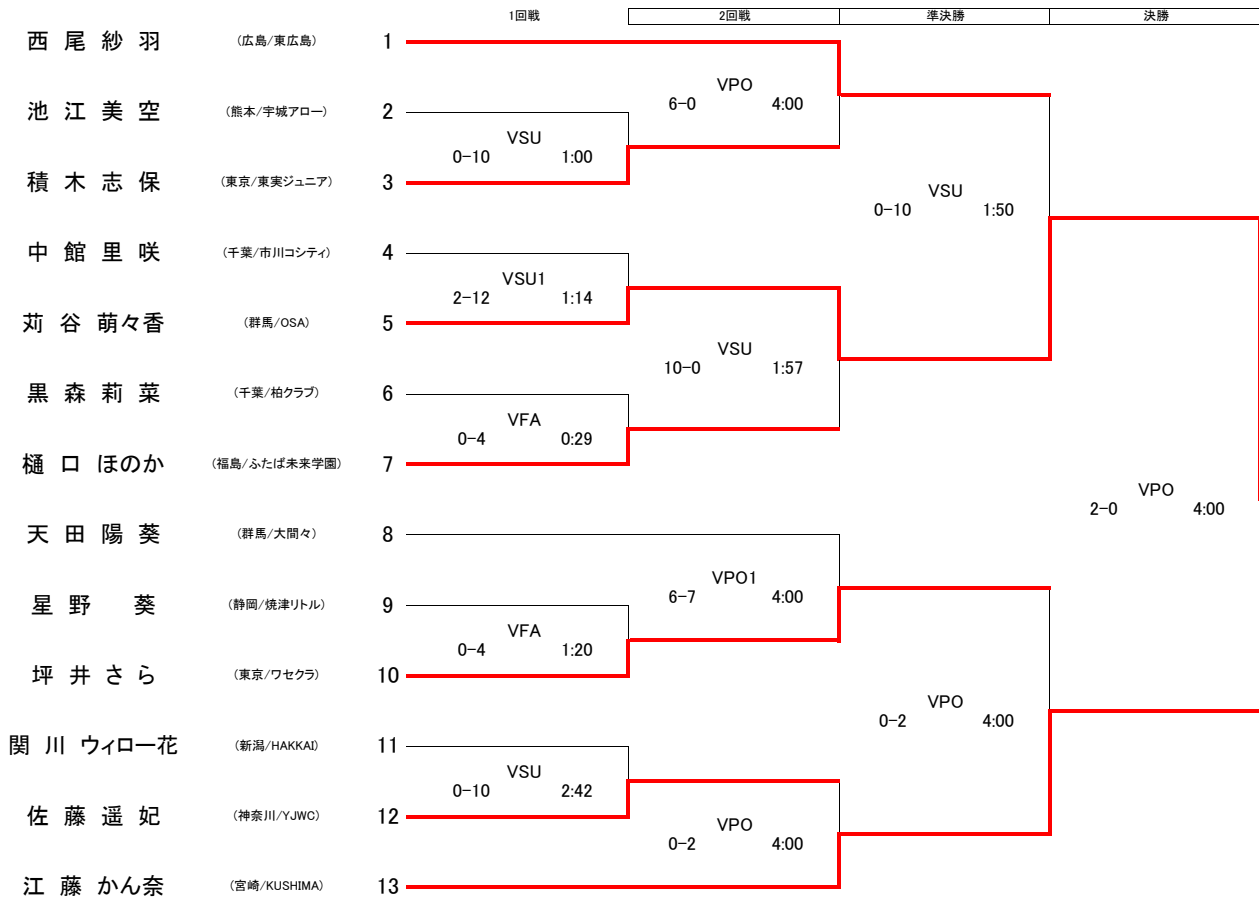 1回戦 2回戦 準決勝 決勝
西尾紗羽 (広島/東広島) 1
VPO
6-0 4:00
池江美空 (熊本/宇城アロー) 2
VSU
0-10 1:00
積木志保 (東京/東実ジュニア) 3
VSU
0-10 1:50
中館里咲 (千葉/市川コシティ) 4
VSU1
2-12 1:14
苅谷萌々香 (群馬/OSA) 5
VSU
10-0 1:57
黒森莉菜 (千葉/柏クラブ) 6
VFA
0-4 0:29
樋口ほのか (福島/ふたば未来学園) 7
VPO
2-0 4:00
天田陽葵 (群馬/大間々) 8
VPO1
6-7 4:00
星野 葵 (静岡/焼津リトル) 9
VFA
0-4 1:20
坪井さら (東京/ワセクラ) 10
VPO
0-2 4:00
関川ウィロー花 (新潟/HAKKAI) 11
VSU
0-10 2:42
佐藤遥妃 (神奈川/YJWC) 12
VPO
0-2 4:00
江藤かん奈 (宮崎/KUSHIMA) 13